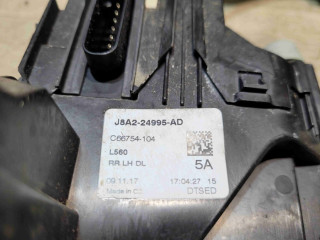 J8A2-24995-AD
C66754-104
L560
RR LH DL
5A
09.11.17
17:04:27 15
Made in CZ
DTSED